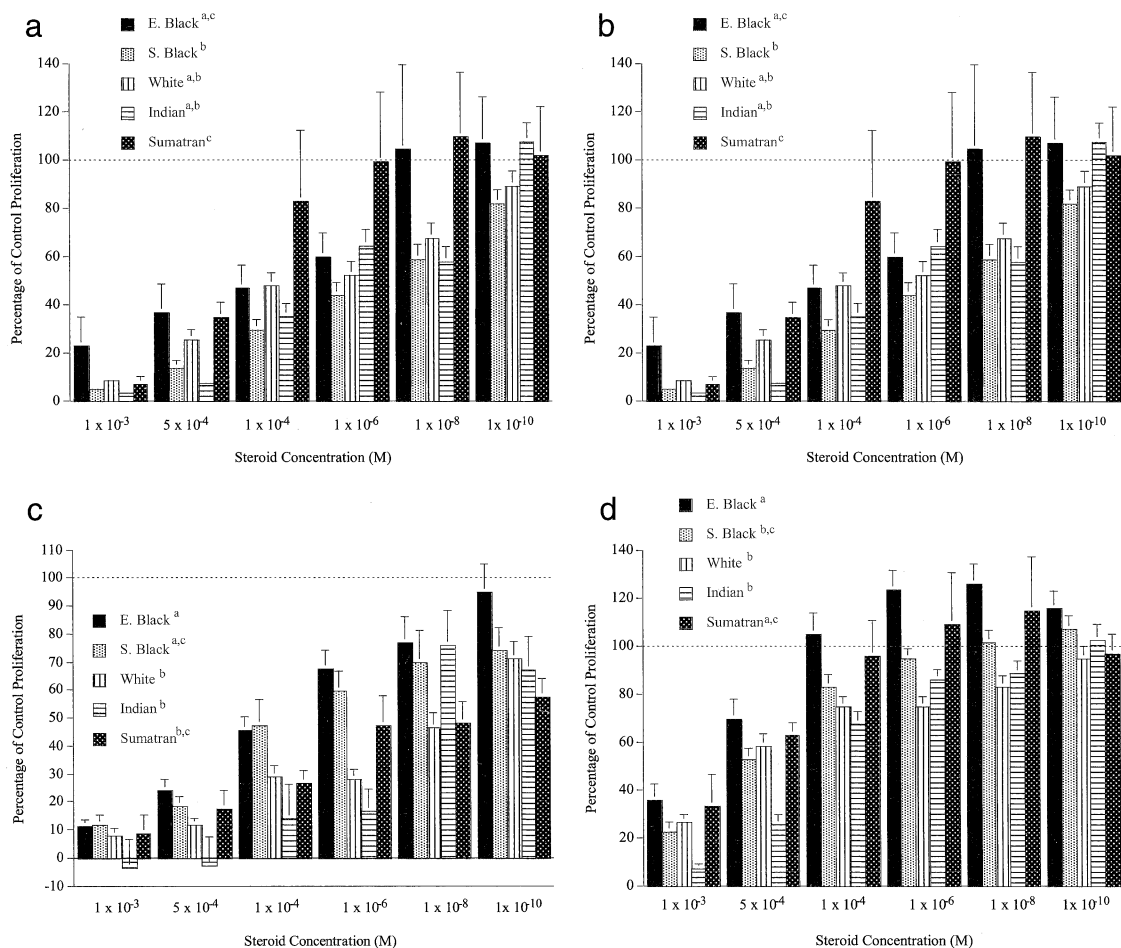 a
E. Black a,c
S. Black b
White a,b
Indian a,b
Sumatran c
140
120
100
80
60
40
20
0
Percentage of Control Proliferation
1 x 10-3 5 x 10-4 1 x 10-4 1 x 10-6 1 x 10-8 1x 10-10
Steroid Concentration (M)
b
E. Black a,c
S. Black b
White a,b
Indian a,b
Sumatran c
140
120
100
80
60
40
20
0
Percentage of Control Proliferation
1 x 10-3 5 x 10-4 1 x 10-4 1 x 10-6 1 x 10-8 1x 10-10
Steroid Concentration (M)
c
110
100
90
80
70
60
50
40
30
20
10
0
-10
Percentage of Control Proliferation
E. Black a
S. Black a,c
White b
Indian b
Sumatran b,c
1 x 10-3 5 x 10-4 1 x 10-4 1 x 10-6 1 x 10-8 1x 10-10
Steroid Concentration (M)
d
E. Black a
S. Black b,c
White b
Indian b
Sumatran a,c
140
120
100
80
60
40
20
0
Percentage of Control Proliferation
1 x 10-3 5 x 10-4 1 x 10-4 1 x 10-6 1 x 10-8 1x 10-10
Steroid Concentration (M)